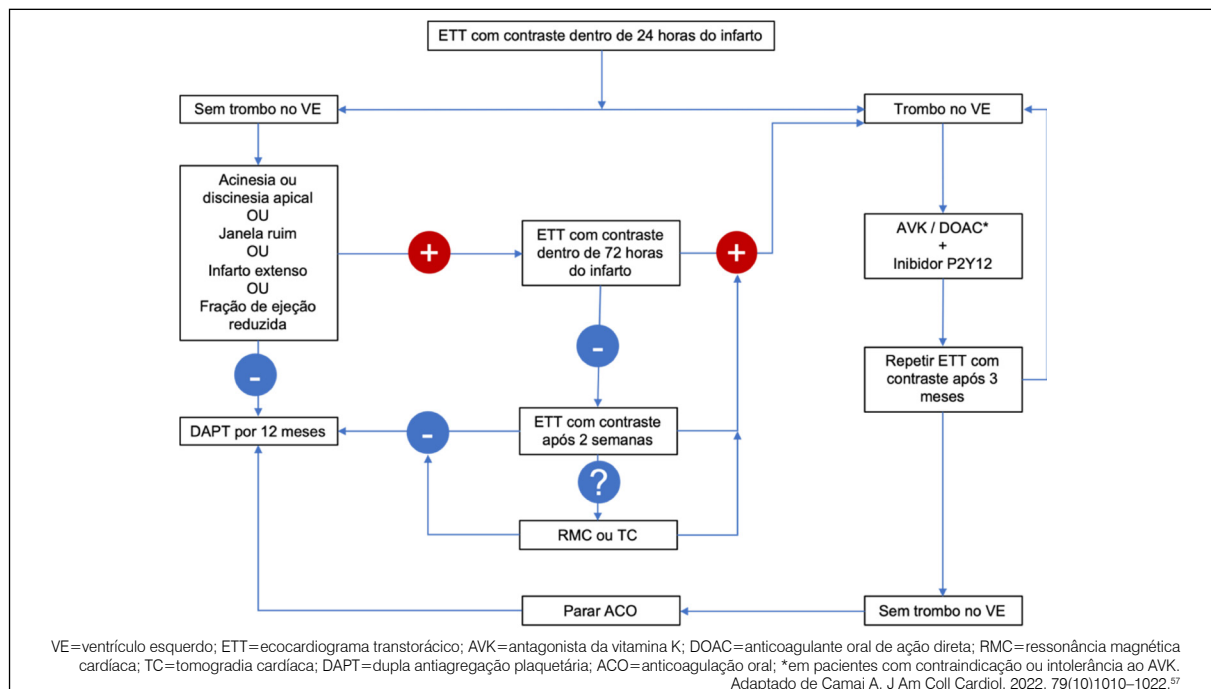 ETT com contraste dentro de 24 horas do infarto
Sem trombo no VE
Trombo no VE
Acinesia ou
discinesia apical
OU
Janela ruim
OU
Infarto extenso
OU
Fração de ejeção
reduzida
+
ETT com contraste
dentro de 72 horas
do infarto
+
AVK / DOAC*
+
Inibidor P2Y12
-
-
Repetir ETT com
contraste após 3
meses
DAPT por 12 meses
-
ETT com contraste
após 2 semanas
?
RMC ou TC
Parar ACO
Sem trombo no VE
VE=ventrículo esquerdo; ETT=ecocardiograma transtorácico; AVK=antagonista da vitamina K; DOAC=anticoagulante oral de ação direta; RMC=ressonância magnética
cardíaca; TC=tomogradia cardíaca; DAPT=dupla antiagregação plaquetária; ACO=anticoagulação oral; *em pacientes com contraindicação ou intolerância ao AVK.
Adaptado de Camaj A. J Am Coll Cardiol. 2022. 79(10)1010–1022.57